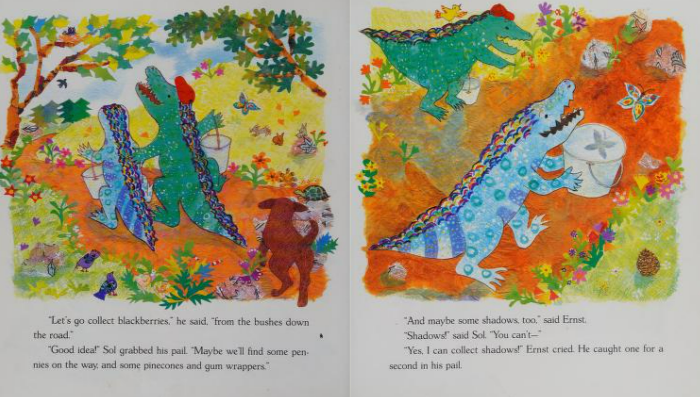 "Let's go collect blackberries," he said, "from the bushes down
the road."
"Good idea!" Sol grabbed his pail. "Maybe we'll find some pen-
nies on the way, and some pinecones and gum wrappers."
"And maybe some shadows, too," said Ernst.
"Shadows!" said Sol. "You can't—"
"Yes, I can collect shadows!" Ernst cried. He caught one for a
second in his pail.